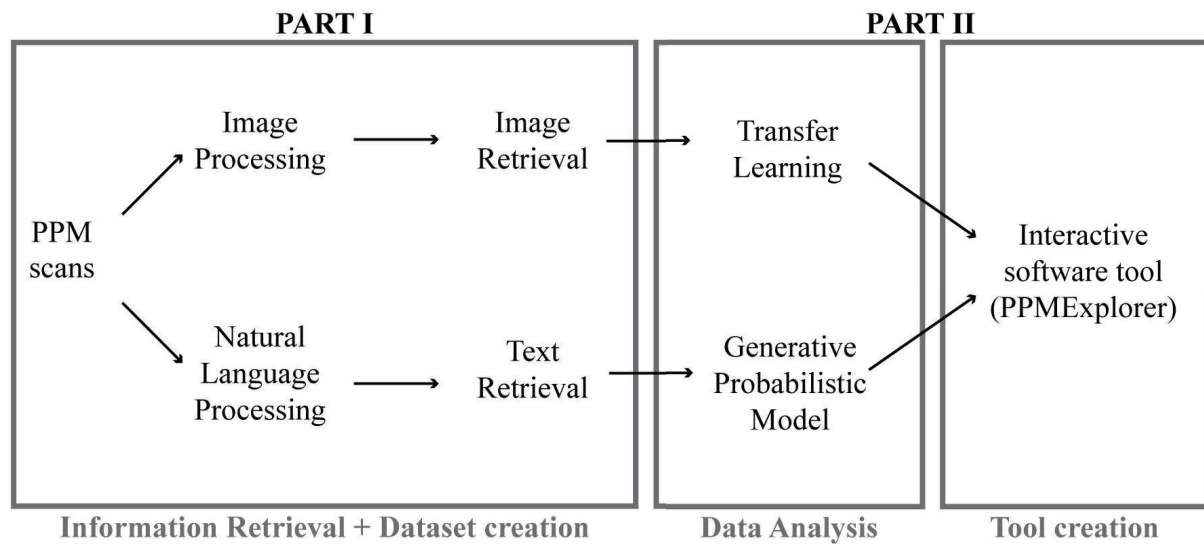 PART I
PART II
PPM
scans
Image
Processing
Image
Retrieval
Natural
Language
Processing
Text
Retrieval
Transfer
Learning
Generative
Probabilistic
Model
Interactive
software tool
(PPMExplorer)
Information Retrieval + Dataset creation
Data Analysis
Tool creation